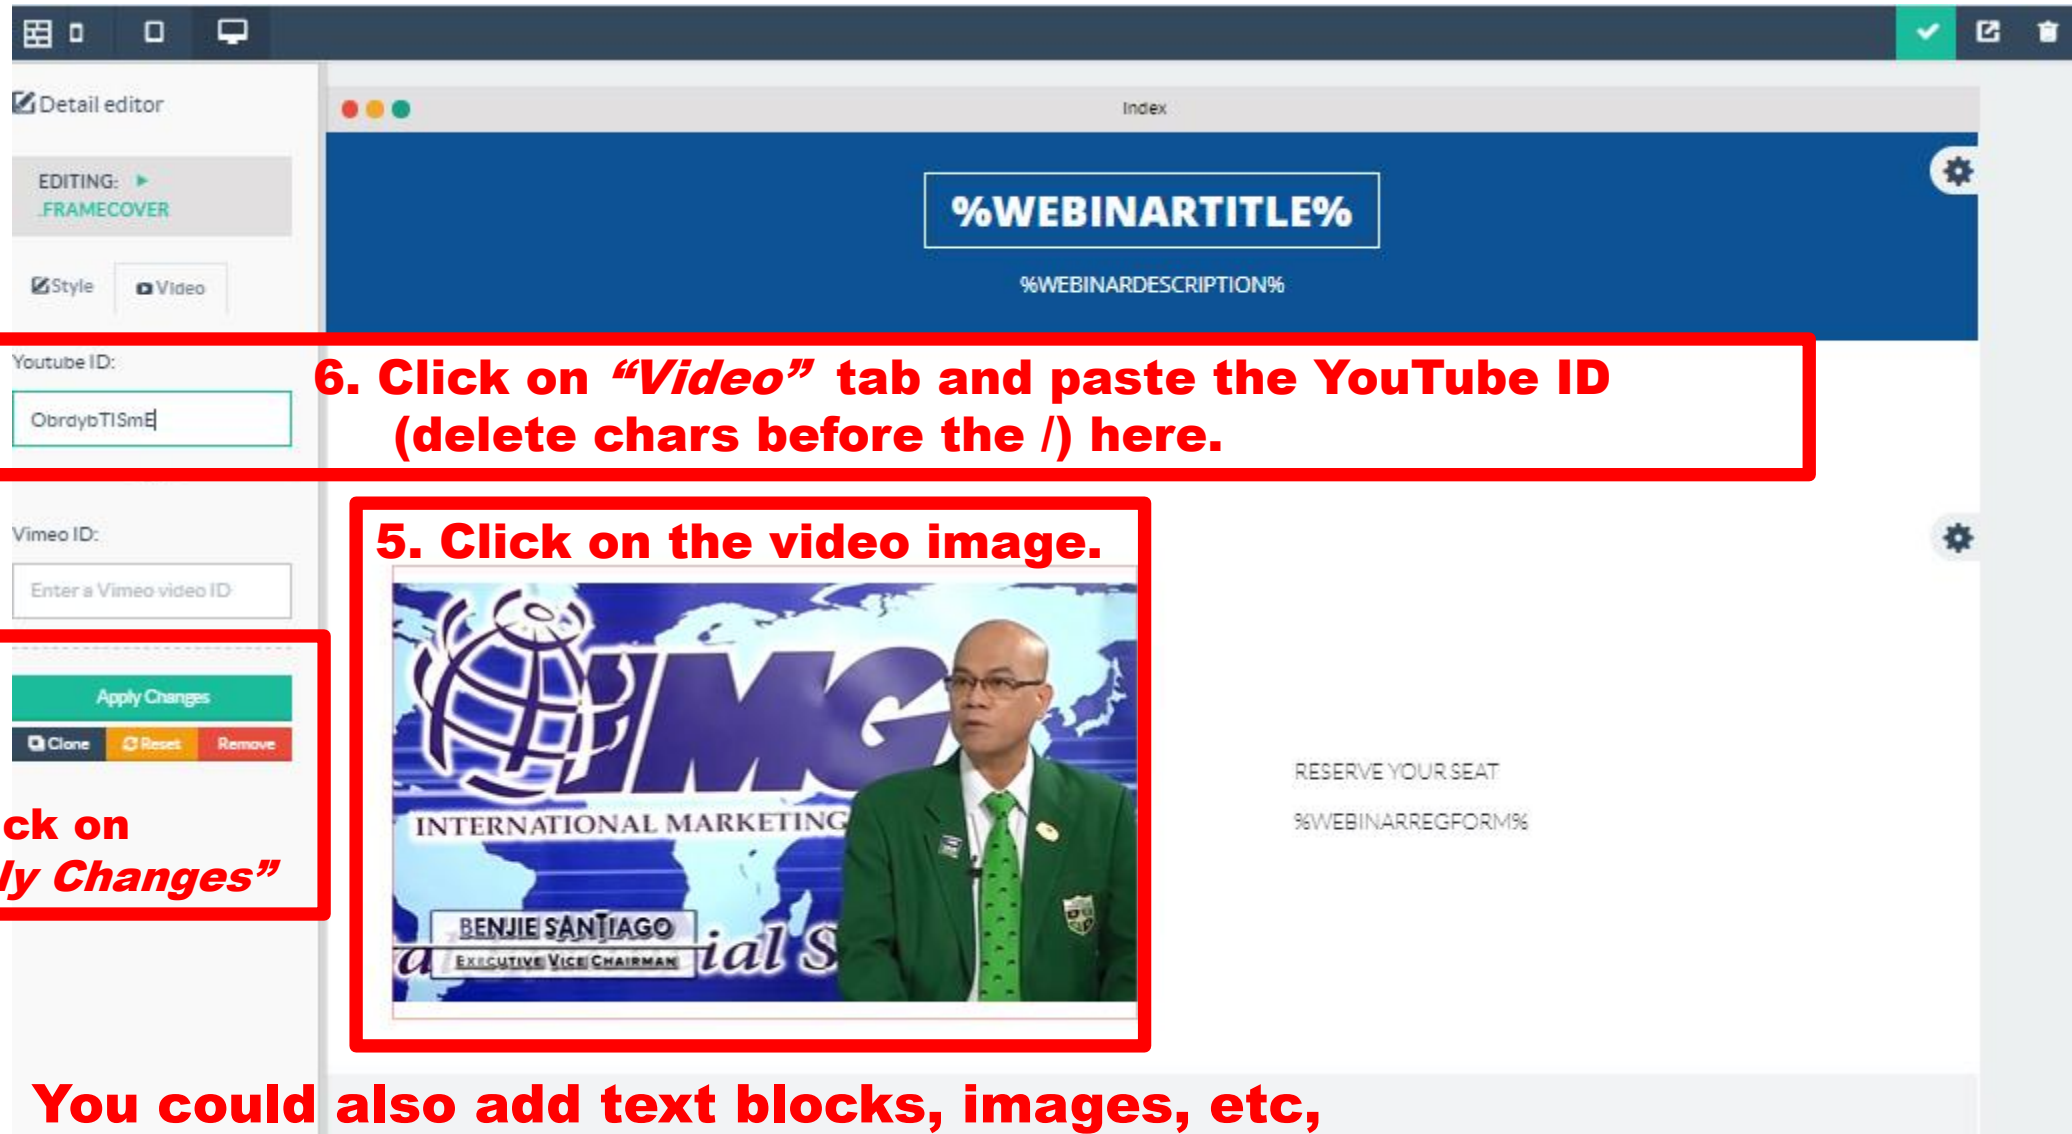 Detail editor
Index
EDITING:
.FRAMECOVER
%WEBINARTITLE%
Style
Video
%WEBINARDESCRIPTION%
Youtube ID:
6. Click on “Video” tab and paste the YouTube ID
(delete chars before the /) here.
ObrdybTISmE
Vimeo ID:
5. Click on the video image.
Enter a Vimeo video ID
Apply Changes
Clone
Reset
Remove
ck on
ly Changes”
IMG
INTERNATIONAL MARKETING
BENJIE SANTIAGO
EXECUTIVE VICE CHAIRMAN
ial S
RESERVE YOUR SEAT
%WEBINARREGFORM%
You could also add text blocks, images, etc,